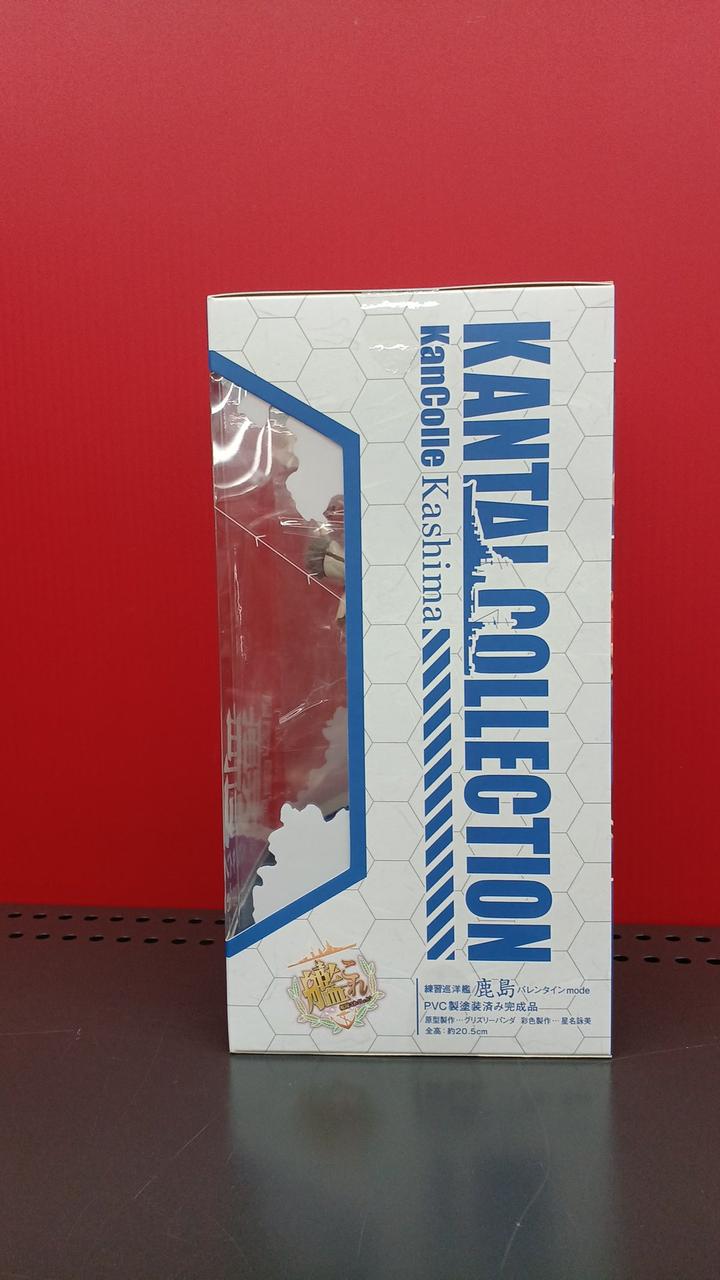 KANTAI COLLECTION
KanColle Kashima
艦これ
練習巡洋艦 鹿島 バレンタインmode
PVC製塗装済み完成品
原型製作…グリズリーパンダ 彩色製作…星名詠美
全高：約20.5cm